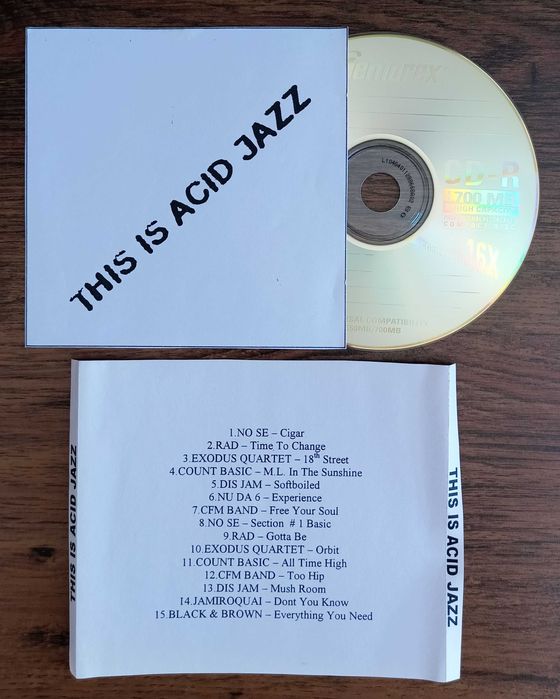 THIS IS ACID JAZZ
CD-R
700 MB
HIGH CAPACITY
16X
1.NO SE – Cigar
2.RAD – Time To Change
3.EXODUS QUARTET – 18th Street
4.COUNT BASIC – M.L. In The Sunshine
5.DIS JAM – Softboiled
6.NU DA 6 – Experience
7.CFM BAND – Free Your Soul
8.NO SE – Section # 1 Basic
9.RAD – Gotta Be
10.EXODUS QUARTET – Orbit
11.COUNT BASIC – All Time High
12.CFM BAND – Too Hip
13.DIS JAM – Mush Room
14.JAMIROQUAI – Dont You Know
15.BLACK & BROWN – Everything You Need
THIS IS ACID JAZZ
THIS IS ACID JAZZ